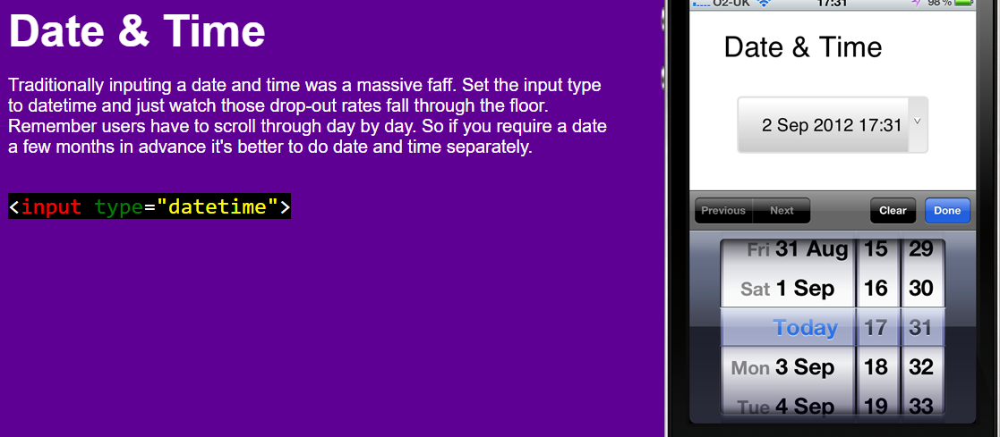 Date & Time
Traditionally inputing a date and time was a massive faff. Set the input type
to datetime and just watch those drop-out rates fall through the floor.
Remember users have to scroll through day by day. So if you require a date
a few months in advance it's better to do date and time separately.
<input type="datetime">
O2-UK 17:31 98%
Date & Time
2 Sep 2012 17:31
Previous Next Clear Done
Fri 31 Aug 15 29
Sat 1 Sep 16 30
Today 17 31
Mon 3 Sep 18 32
Tue 4 Sep 19 33